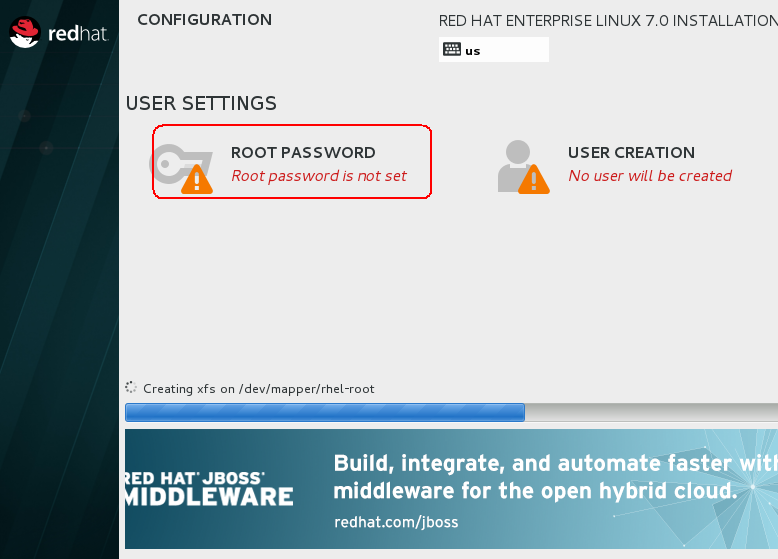 redhat.
CONFIGURATION
RED HAT ENTERPRISE LINUX 7.0 INSTALLATION
us
USER SETTINGS
ROOT PASSWORD
Root password is not set
USER CREATION
No user will be created
Creating xfs on /dev/mapper/rhel-root
RED HAT® JBOSS®
MIDDLEWARE
Build, integrate, and automate faster with
middleware for the open hybrid cloud.
redhat.com/jboss